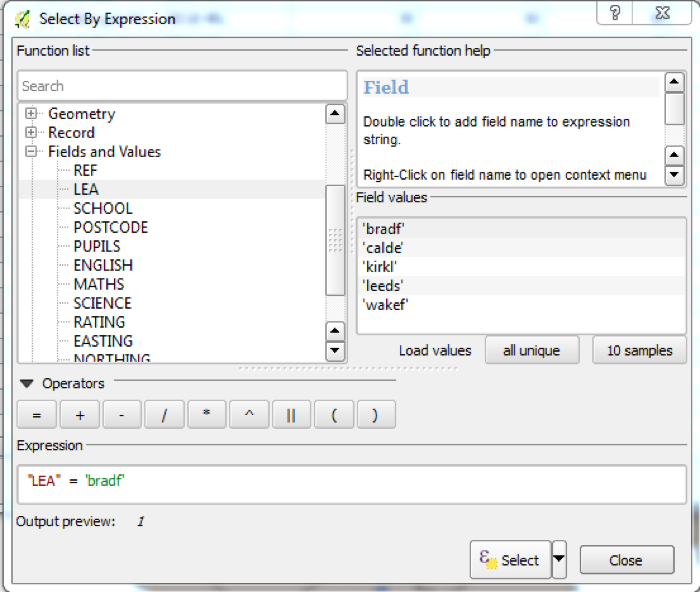 Select By Expression
?
Function list
Search
Geometry
Record
Fields and Values
REF
LEA
SCHOOL
POSTCODE
PUPILS
ENGLISH
MATHS
SCIENCE
RATING
EASTING
NORTHING
Selected function help
Field
Double click to add field name to expression
string.
Right-Click on field name to open context menu
Field values
'bradf'
'calde'
'kirkl'
'leeds'
'wakef'
Load values all unique 10 samples
Operators
= + - / * ^ || ( )
Expression
"LEA" = 'bradf'
Output preview: 1
ε Select Close